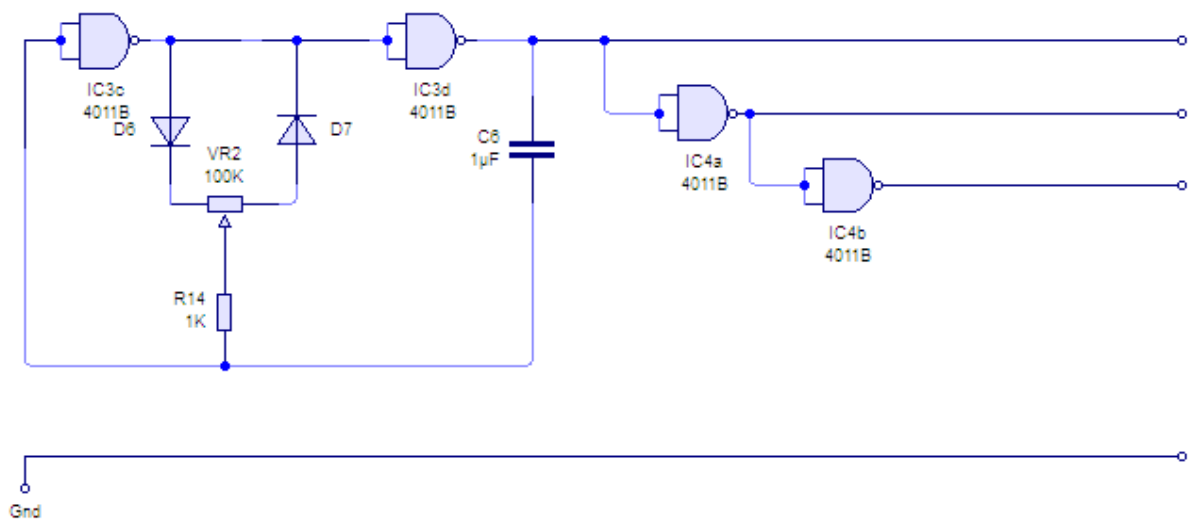 IC3c
4011B
D6
D7
VR2
100K
R14
1K
IC3d
4011B
C6
1µF
IC4a
4011B
IC4b
4011B
Gnd